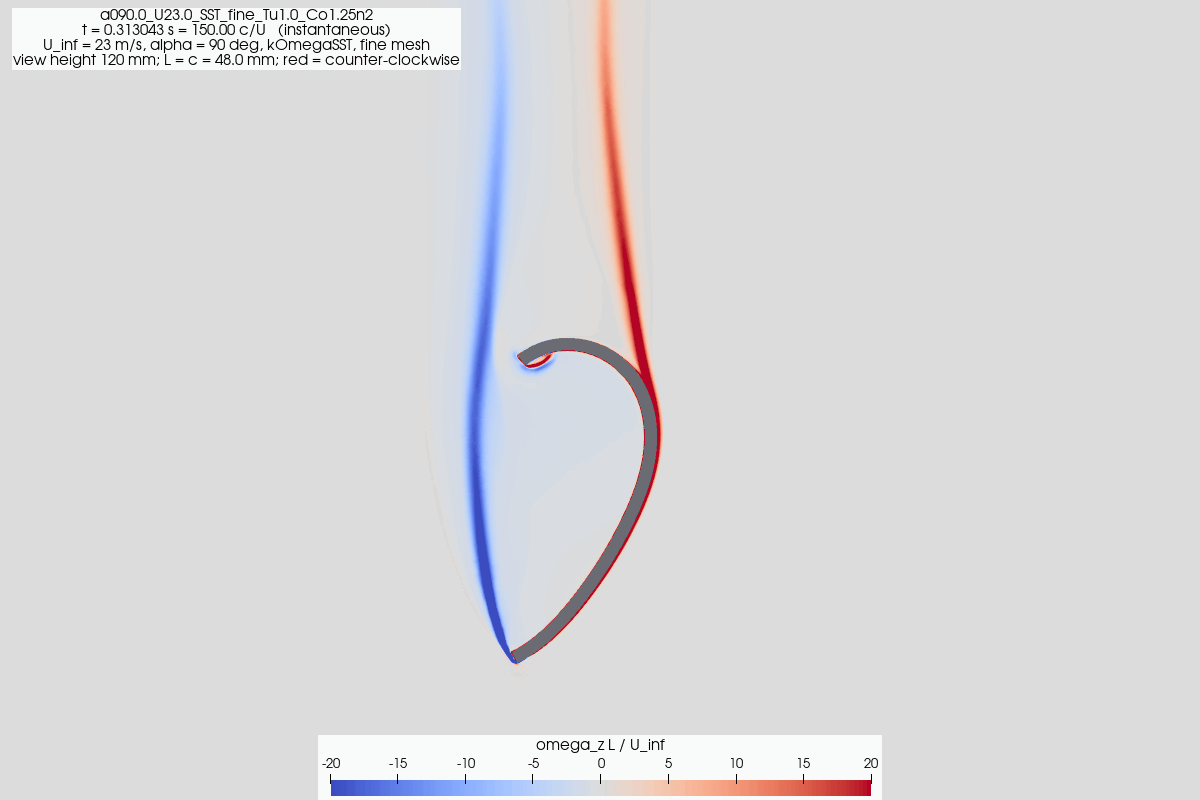 a090.0_U23.0_SST_fine_Tu1.0_Co1.25n2
t = 0.313043 s = 150.00 c/U (instantaneous)
U_inf = 23 m/s, alpha = 90 deg, kOmegaSST, fine mesh
view height 120 mm; L = c = 48.0 mm; red = counter-clockwise
omega_z L / U_inf
-20 -15 -10 -5 0 5 10 15 20